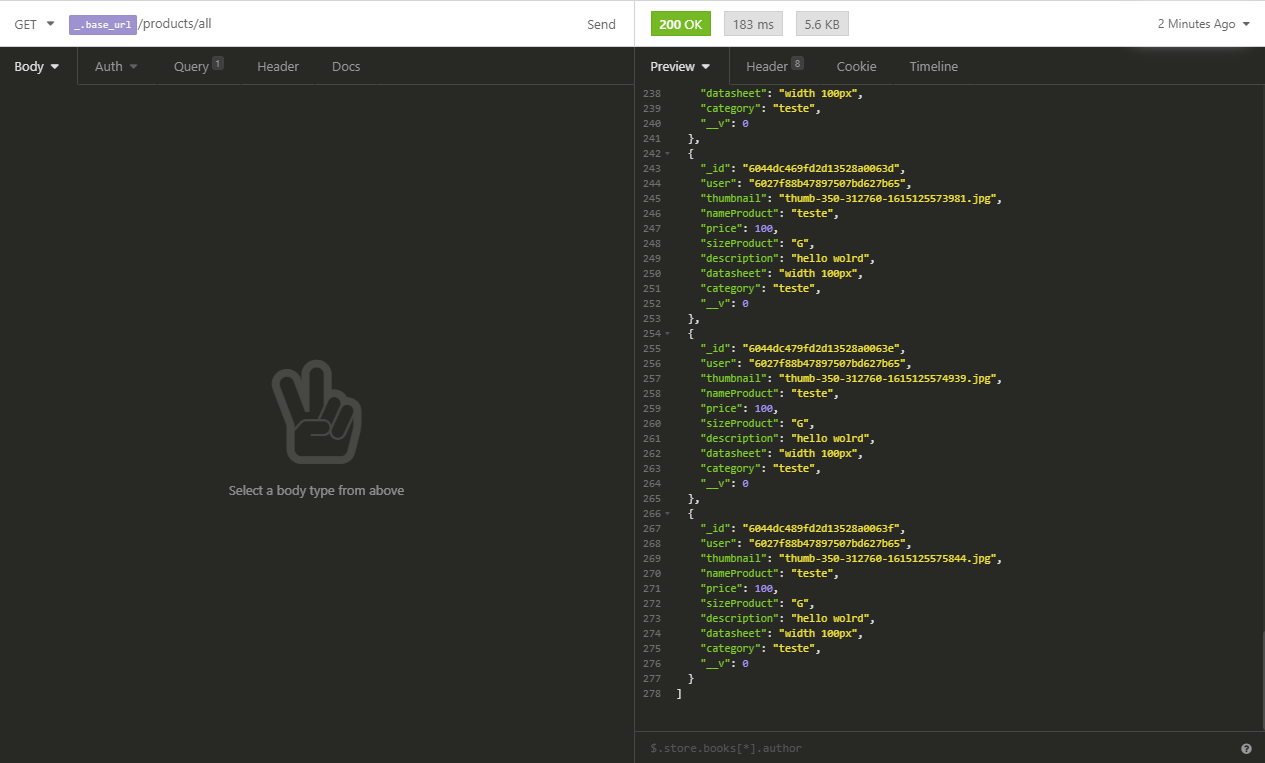 GET _.base_url/products/all Send 200 OK 183 ms 5.6 KB 2 Minutes Ago
Body Auth Query 1 Header Docs Preview Header 8 Cookie Timeline
238 "datasheet": "width 100px",
239 "category": "teste",
240 "__v": 0
241 },
242 {
243 "_id": "6044dc469fd2d13528a0063d",
244 "user": "6027f88b47897507bd627b65",
245 "thumbnail": "thumb-350-312760-1615125573981.jpg",
246 "nameProduct": "teste",
247 "price": 100,
248 "sizeProduct": "G",
249 "description": "hello wolrd",
250 "datasheet": "width 100px",
251 "category": "teste",
252 "__v": 0
253 },
254 {
255 "_id": "6044dc479fd2d13528a0063e",
256 "user": "6027f88b47897507bd627b65",
257 "thumbnail": "thumb-350-312760-1615125574939.jpg",
258 "nameProduct": "teste",
259 "price": 100,
260 "sizeProduct": "G",
261 "description": "hello wolrd",
262 "datasheet": "width 100px",
263 "category": "teste",
264 "__v": 0
265 },
266 {
267 "_id": "6044dc489fd2d13528a0063f",
268 "user": "6027f88b47897507bd627b65",
269 "thumbnail": "thumb-350-312760-1615125575844.jpg",
270 "nameProduct": "teste",
271 "price": 100,
272 "sizeProduct": "G",
273 "description": "hello wolrd",
274 "datasheet": "width 100px",
275 "category": "teste",
276 "__v": 0
277 }
278 ]
Select a body type from above
$.store.books[*].author